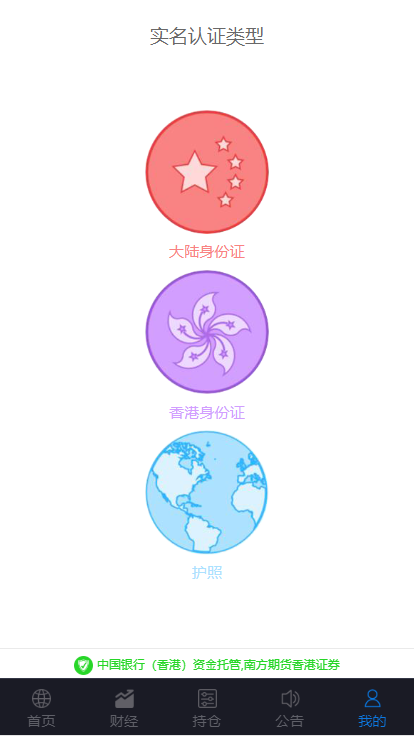 实名认证类型
大陆身份证
香港身份证
护照
中国银行（香港）资金托管,南方期货香港证券
首页
财经
持仓
公告
我的